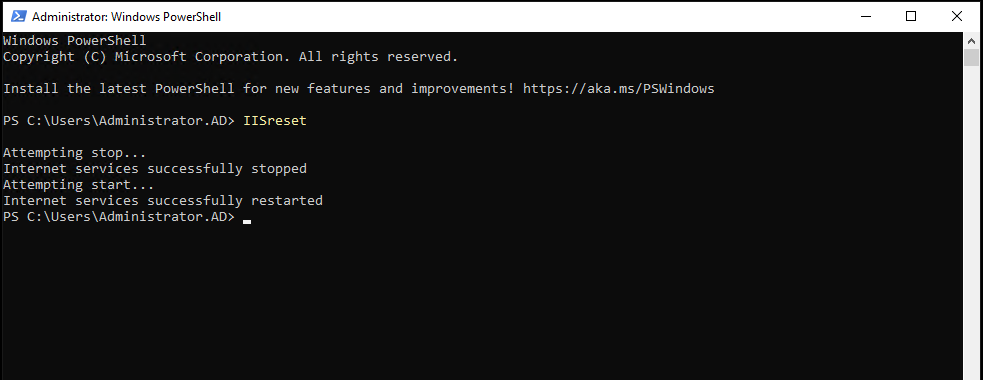 Administrator: Windows PowerShell
Windows PowerShell
Copyright (C) Microsoft Corporation. All rights reserved.
Install the latest PowerShell for new features and improvements! https://aka.ms/PSWindows
PS C:\Users\Administrator.AD> IISreset
Attempting stop...
Internet services successfully stopped
Attempting start...
Internet services successfully restarted
PS C:\Users\Administrator.AD>